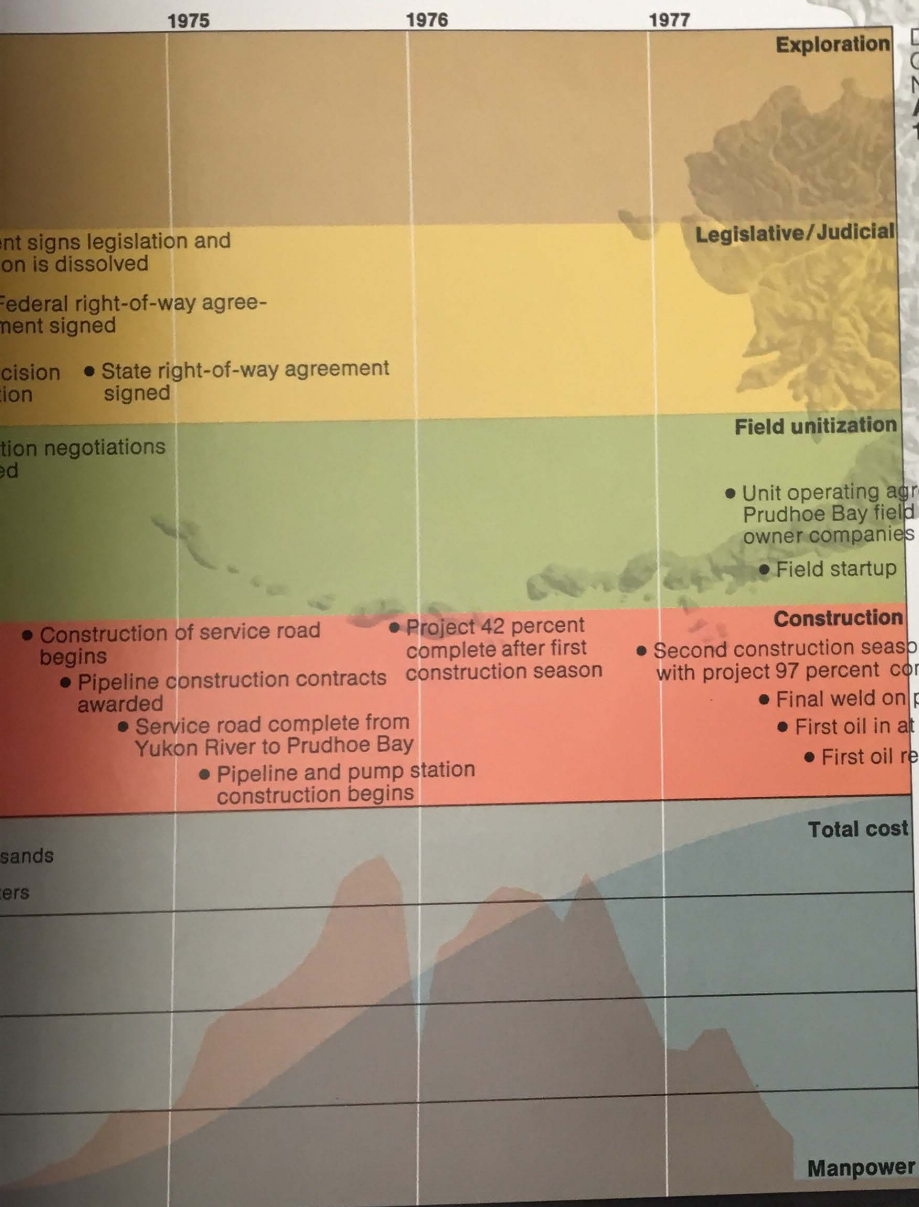 1975
1976
1977
Exploration
Legislative/Judicial
ent signs legislation and
on is dissolved
Federal right-of-way agree-
ment signed
cision
ion
● State right-of-way agreement
signed
Field unitization
tion negotiations
ed
● Unit operating agr
Prudhoe Bay field
owner companies
● Field startup
Construction
● Construction of service road
begins
● Pipeline construction contracts
awarded
● Service road complete from
Yukon River to Prudhoe Bay
● Pipeline and pump station
construction begins
● Project 42 percent
complete after first
construction season
● Second construction seaso
with project 97 percent com
● Final weld on p
● First oil in at
● First oil re
Total cost
sands
ers
Manpower